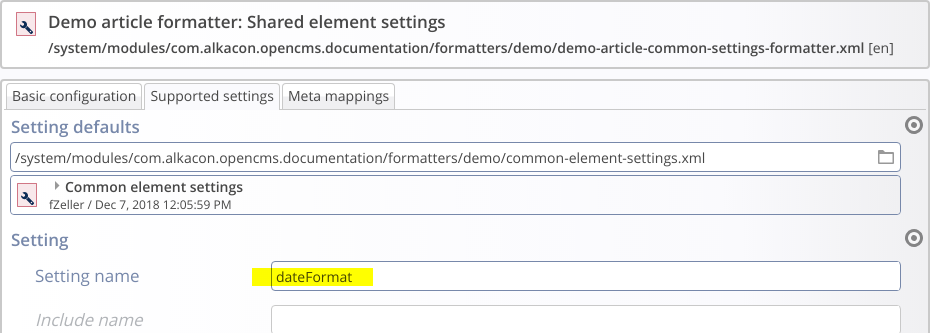 Demo article formatter: Shared element settings
/system/modules/com.alkacon.opencms.documentation/formatters/demo/demo-article-common-settings-formatter.xml [en]
Basic configuration Supported settings Meta mappings
Setting defaults
/system/modules/com.alkacon.opencms.documentation/formatters/demo/common-element-settings.xml
Common element settings
fZeller / Dec 7, 2018 12:05:59 PM
Setting
Setting name dateFormat
Include name